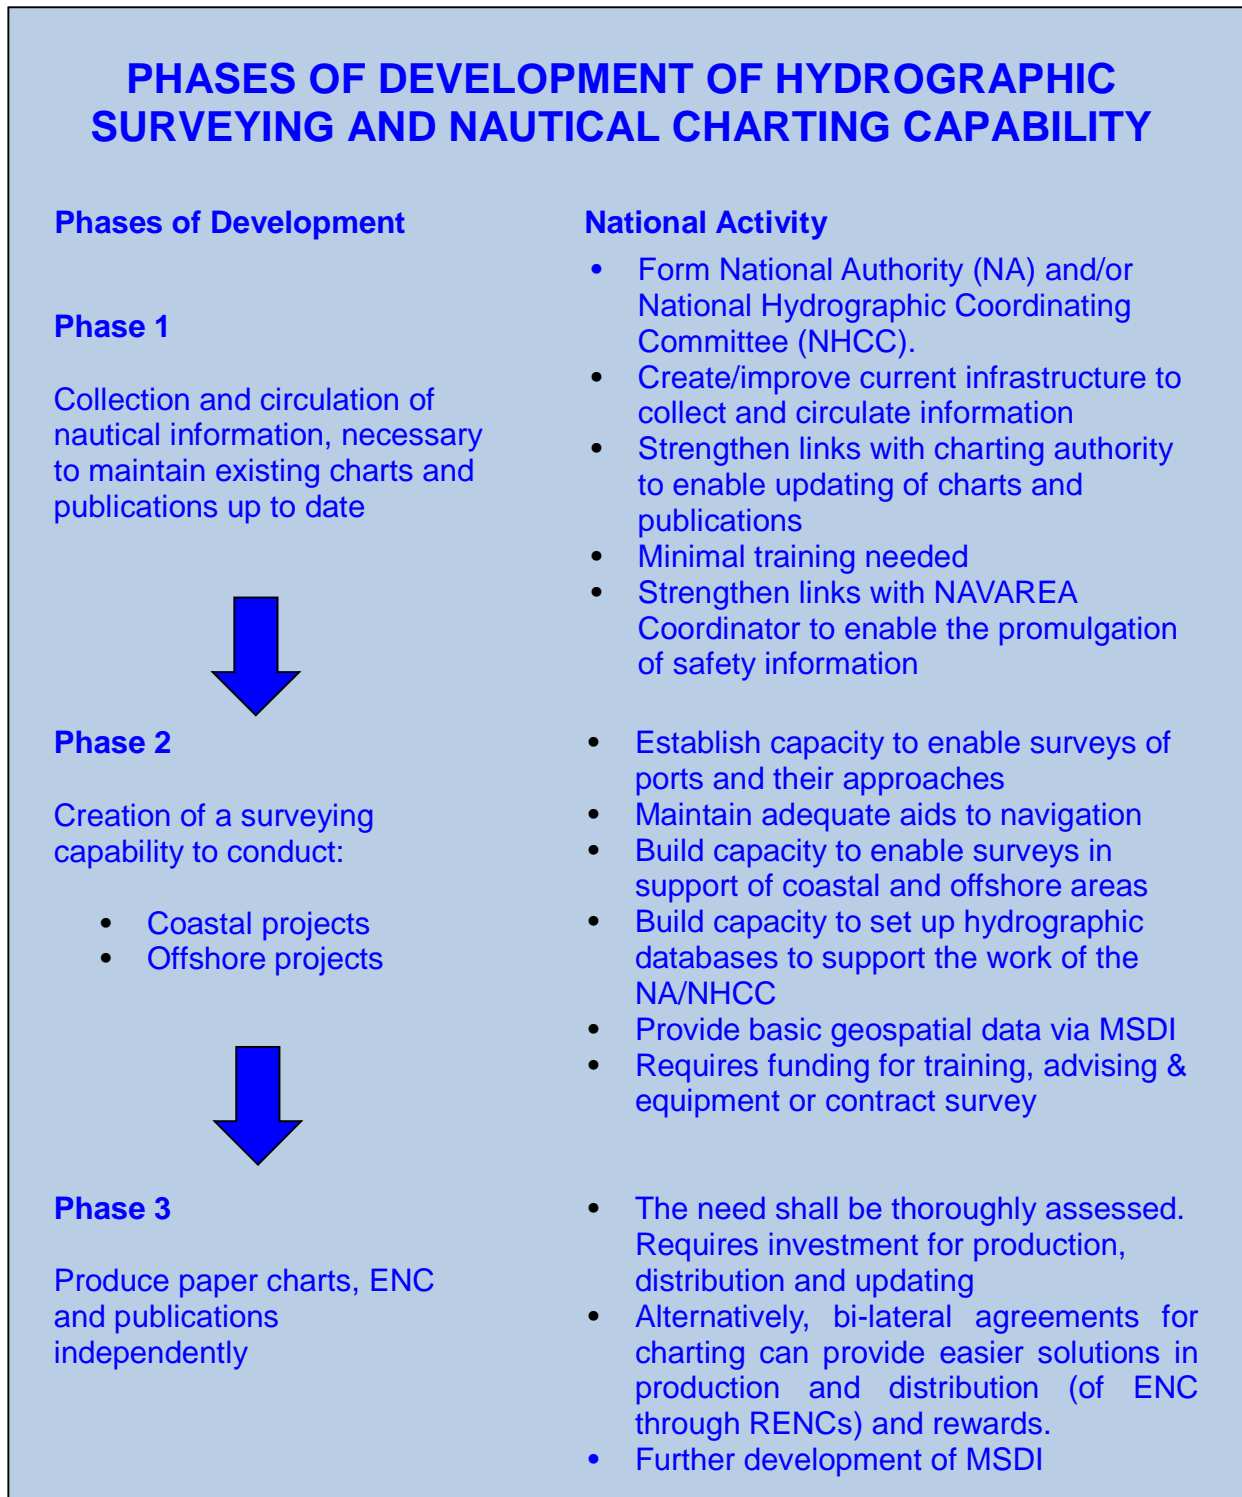 PHASES OF DEVELOPMENT OF HYDROGRAPHIC
SURVEYING AND NAUTICAL CHARTING CAPABILITY
Phases of Development
National Activity
Phase 1
Collection and circulation of
nautical information, necessary
to maintain existing charts and
publications up to date
• Form National Authority (NA) and/or
National Hydrographic Coordinating
Committee (NHCC).
• Create/improve current infrastructure to
collect and circulate information
• Strengthen links with charting authority
to enable updating of charts and
publications
• Minimal training needed
• Strengthen links with NAVAREA
Coordinator to enable the promulgation
of safety information
Phase 2
Creation of a surveying
capability to conduct:
• Coastal projects
• Offshore projects
• Establish capacity to enable surveys of
ports and their approaches
• Maintain adequate aids to navigation
• Build capacity to enable surveys in
support of coastal and offshore areas
• Build capacity to set up hydrographic
databases to support the work of the
NA/NHCC
• Provide basic geospatial data via MSDI
• Requires funding for training, advising &
equipment or contract survey
Phase 3
Produce paper charts, ENC
and publications
independently
• The need shall be thoroughly assessed.
Requires investment for production,
distribution and updating
• Alternatively, bi-lateral agreements for
charting can provide easier solutions in
production and distribution (of ENC
through RENCs) and rewards.
• Further development of MSDI